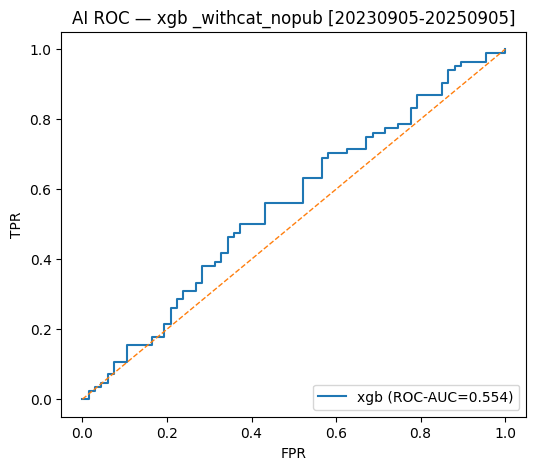 AI ROC — xgb _withcat_nopub [20230905-20250905]
1.0
0.8
0.6
0.4
0.2
0.0
TPR
0.0 0.2 0.4 0.6 0.8 1.0
FPR
xgb (ROC-AUC=0.554)